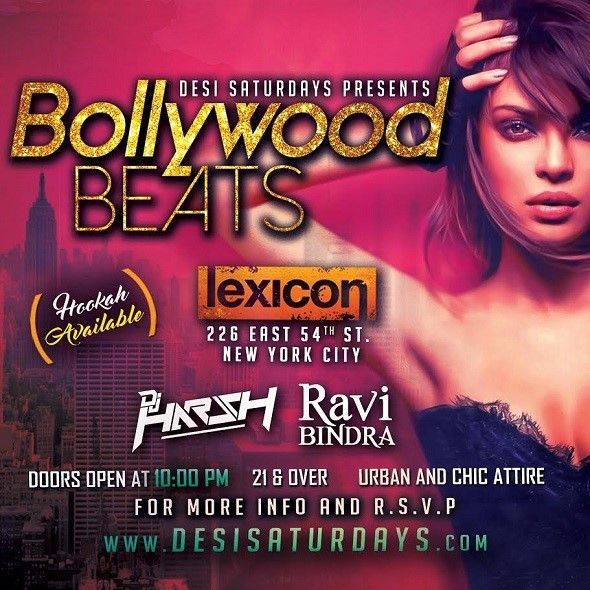 DESI SATURDAYS PRESENTS
Bollywood
BEATS
Hookah
Available
lexicon
226 EAST 54TH ST.
NEW YORK CITY
DJ
HARSH
Ravi
BINDRA
DOORS OPEN AT 10:00 PM 21 & OVER URBAN AND CHIC ATTIRE
FOR MORE INFO AND R.S.V.P
WWW.DESISATURDAYS.COM